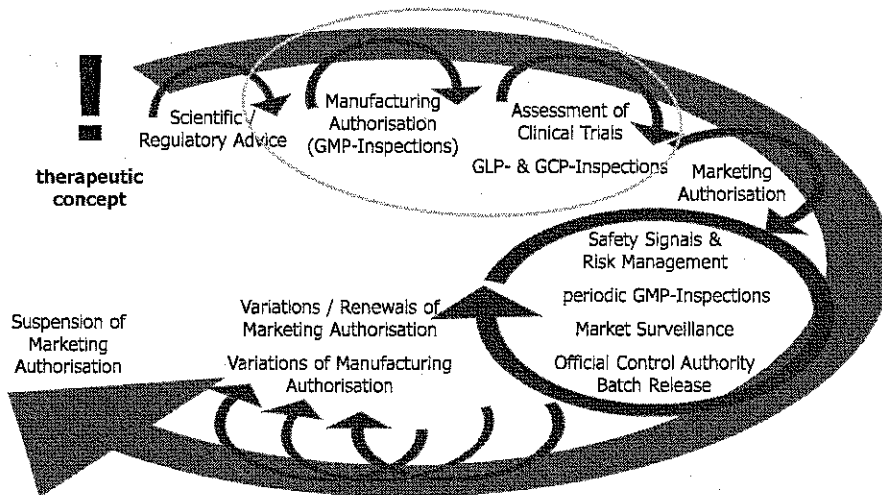 !
therapeutic
concept
Scientific /
Regulatory Advice
Manufacturing
Authorisation
(GMP-Inspections)
Assessment of
Clinical Trials
GLP- & GCP-Inspections
Marketing
Authorisation
Safety Signals &
Risk Management
periodic GMP-Inspections
Market Surveillance
Official Control Authority
Batch Release
Variations / Renewals of
Marketing Authorisation
Variations of Manufacturing
Authorisation
Suspension of
Marketing
Authorisation